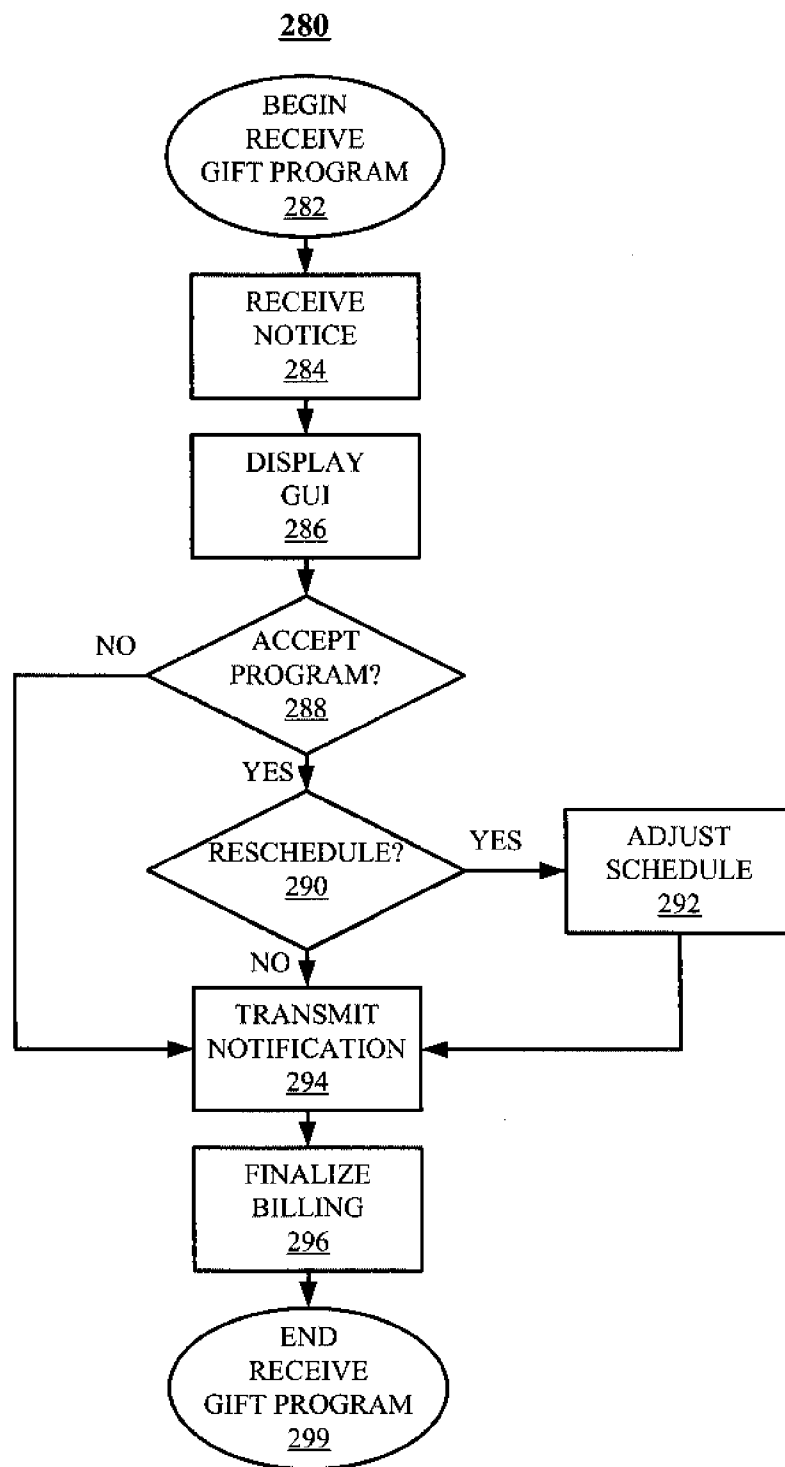 280
BEGIN
RECEIVE
GIFT PROGRAM
282
RECEIVE
NOTICE
284
DISPLAY
GUI
286
NO
ACCEPT
PROGRAM?
288
YES
RESCHEDULE?
290
YES
ADJUST
SCHEDULE
292
NO
TRANSMIT
NOTIFICATION
294
FINALIZE
BILLING
296
END
RECEIVE
GIFT PROGRAM
299